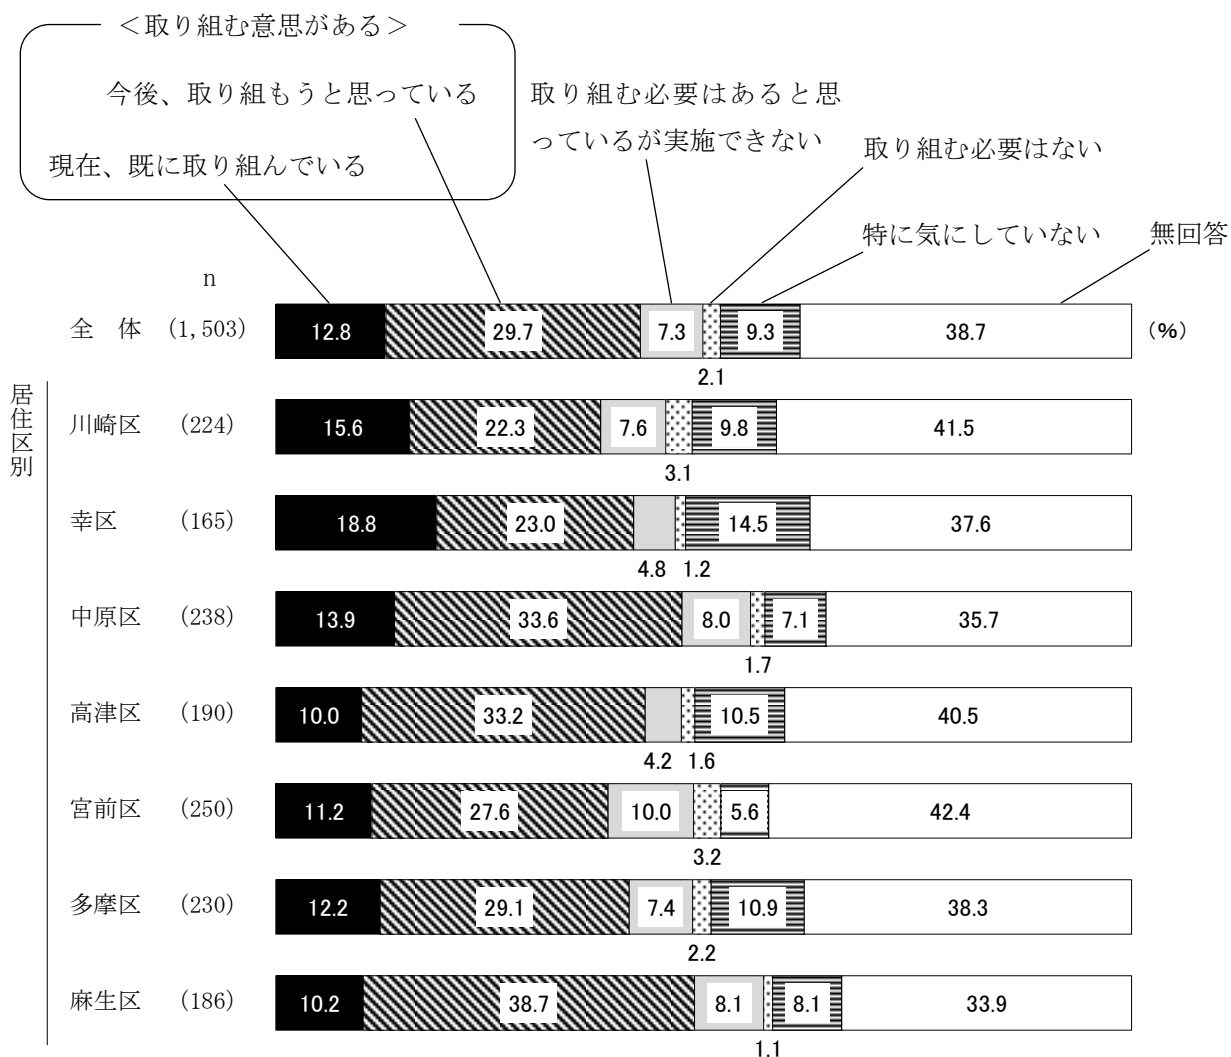 ＜取り組む意思がある＞
今後、取り組もうと思っている
現在、既に取り組んでいる
取り組む必要はあると思
っているが実施できない
取り組む必要はない
特に気にしていない
無回答
n
全　体 (1,503) 12.8 29.7 7.3 9.3 38.7 (%)
2.1
居住区別
川崎区 (224) 15.6 22.3 7.6 9.8 41.5
3.1
幸区 (165) 18.8 23.0 14.5 37.6
4.8 1.2
中原区 (238) 13.9 33.6 8.0 7.1 35.7
1.7
高津区 (190) 10.0 33.2 10.5 40.5
4.2 1.6
宮前区 (250) 11.2 27.6 10.0 5.6 42.4
3.2
多摩区 (230) 12.2 29.1 7.4 10.9 38.3
2.2
麻生区 (186) 10.2 38.7 8.1 8.1 33.9
1.1